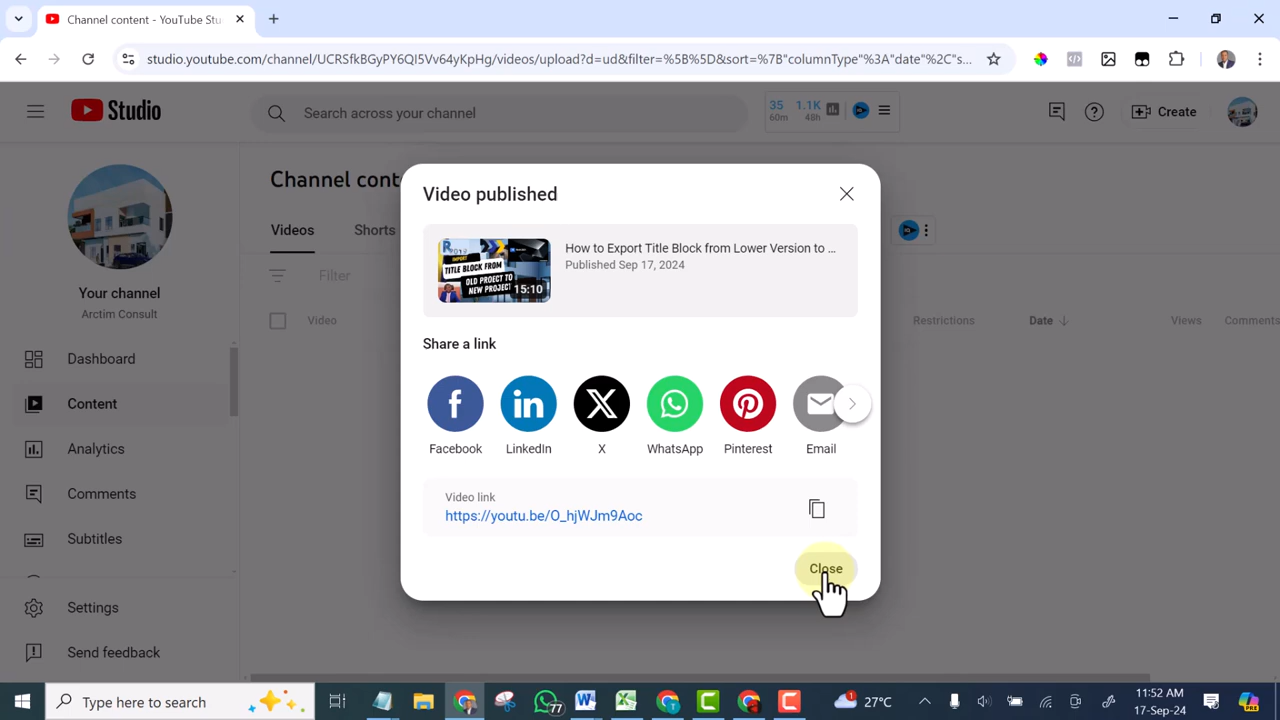 Channel content - YouTube Stu
studio.youtube.com/channel/UCRSfkBGyPY6QI5Vv64yKpHg/videos/upload?d=ud&filter=%5B%5D&sort=%7B"columnType"%3A"date"%2C"s...
Studio
Search across your channel
35
60m
1.1K
48h
Create
Channel conte
Videos
Shorts
Filter
Video
Restrictions
Date
Views
Comments
Your channel
Arctim Consult
Dashboard
Content
Analytics
Comments
Subtitles
Settings
Send feedback
Video published
IMPORT
TITLE BLOCK FROM
OLD PROECT TO
NEW PROJECT
15:10
How to Export Title Block from Lower Version to ...
Published Sep 17, 2024
Share a link
Facebook
LinkedIn
X
WhatsApp
Pinterest
Email
Video link
https://youtu.be/O_hjWJm9Aoc
Close
Type here to search
77
1
27°C
11:52 AM
17-Sep-24